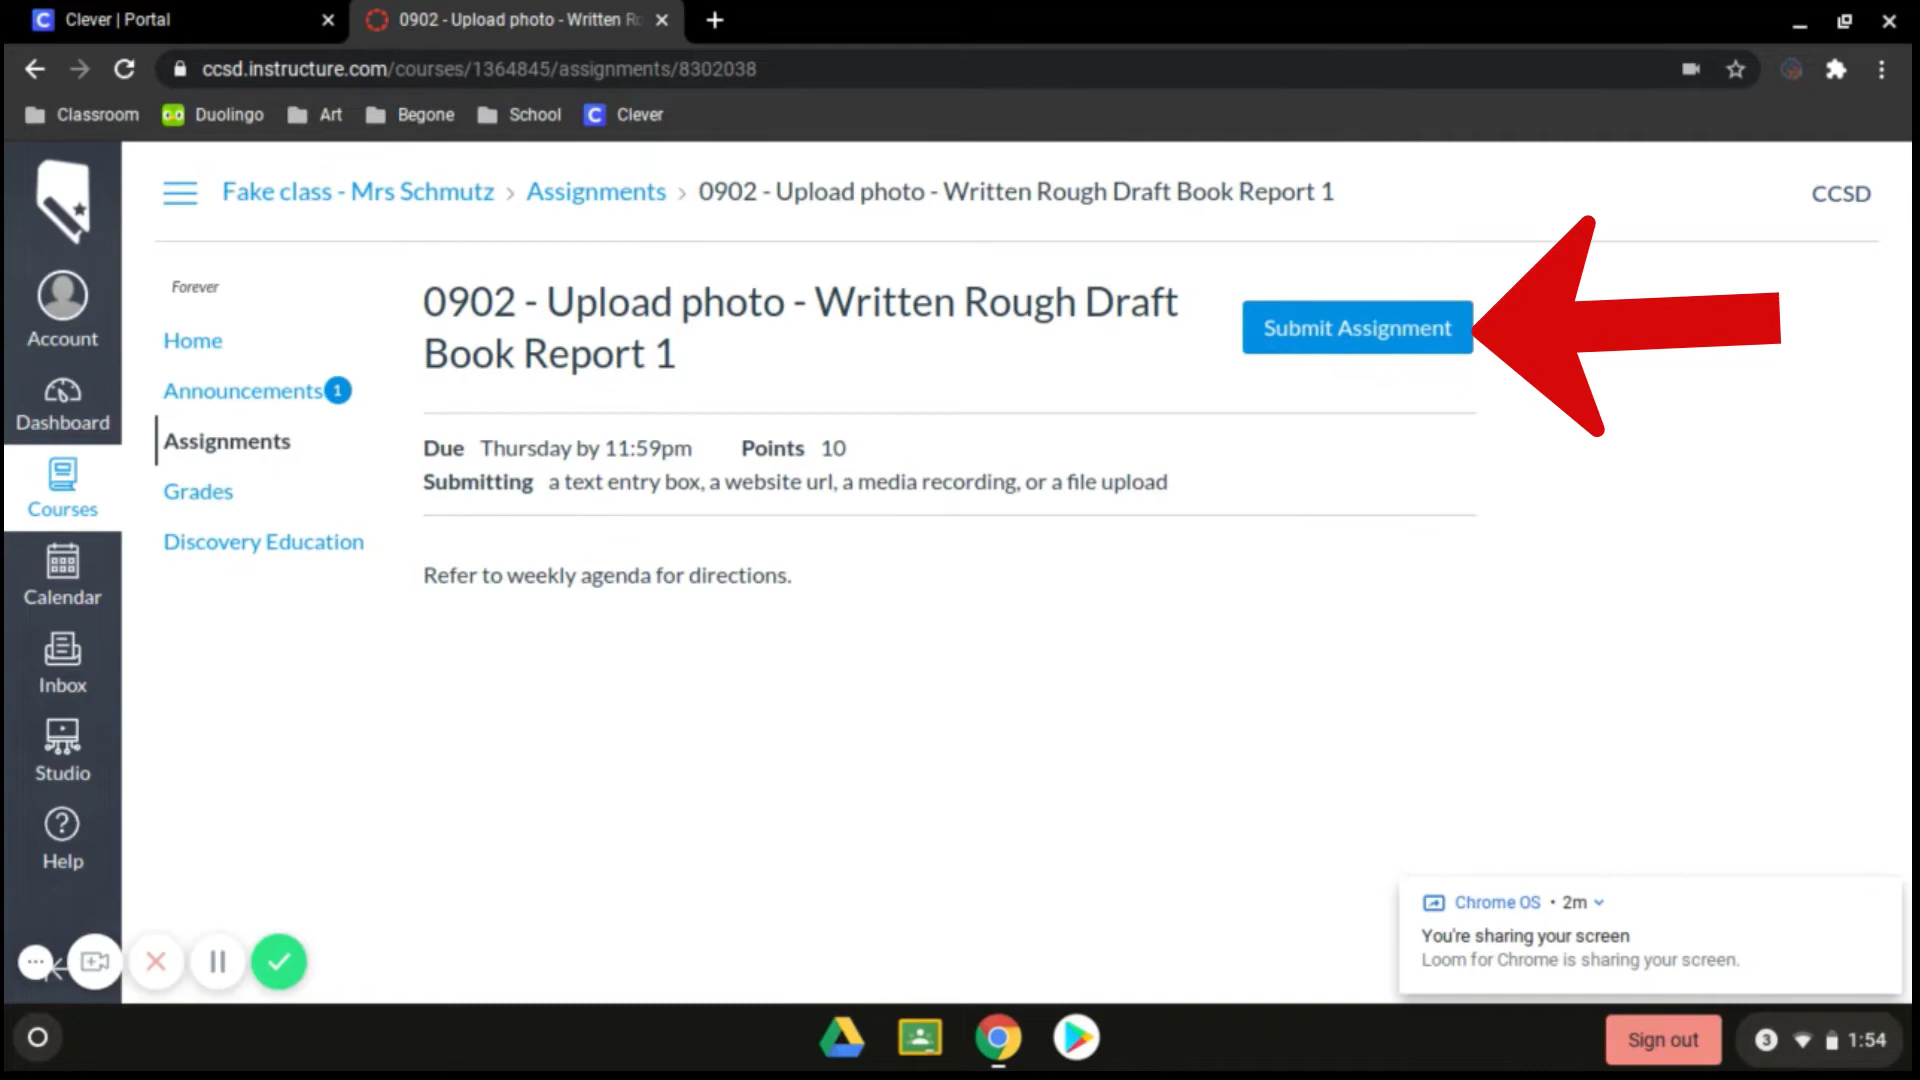 Clever | Portal
0902 - Upload photo - Written Ro
ccsd.instructure.com/courses/1364845/assignments/8302038
Classroom Duolingo Art Begone School Clever
Fake class - Mrs Schmutz › Assignments › 0902 - Upload photo - Written Rough Draft Book Report 1
CCSD
Account
Dashboard
Courses
Calendar
Inbox
Studio
Help
Forever
Home
Announcements 1
Assignments
Grades
Discovery Education
0902 - Upload photo - Written Rough Draft
Book Report 1
Submit Assignment
Due Thursday by 11:59pm Points 10
Submitting a text entry box, a website url, a media recording, or a file upload
Refer to weekly agenda for directions.
Chrome OS • 2m
You're sharing your screen
Loom for Chrome is sharing your screen.
Sign out
3 1:54